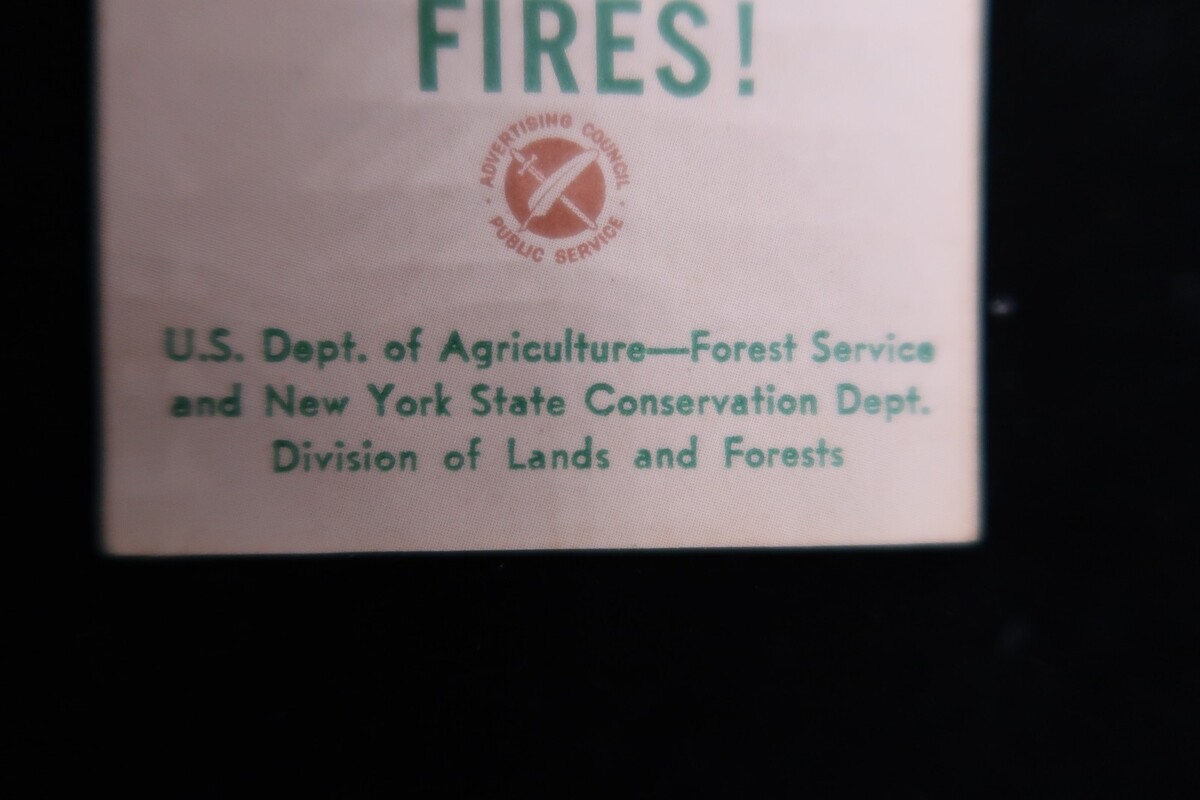 FIRES!
ADVERTISING COUNCIL
PUBLIC SERVICE
U.S. Dept. of Agriculture—Forest Service
and New York State Conservation Dept.
Division of Lands and Forests